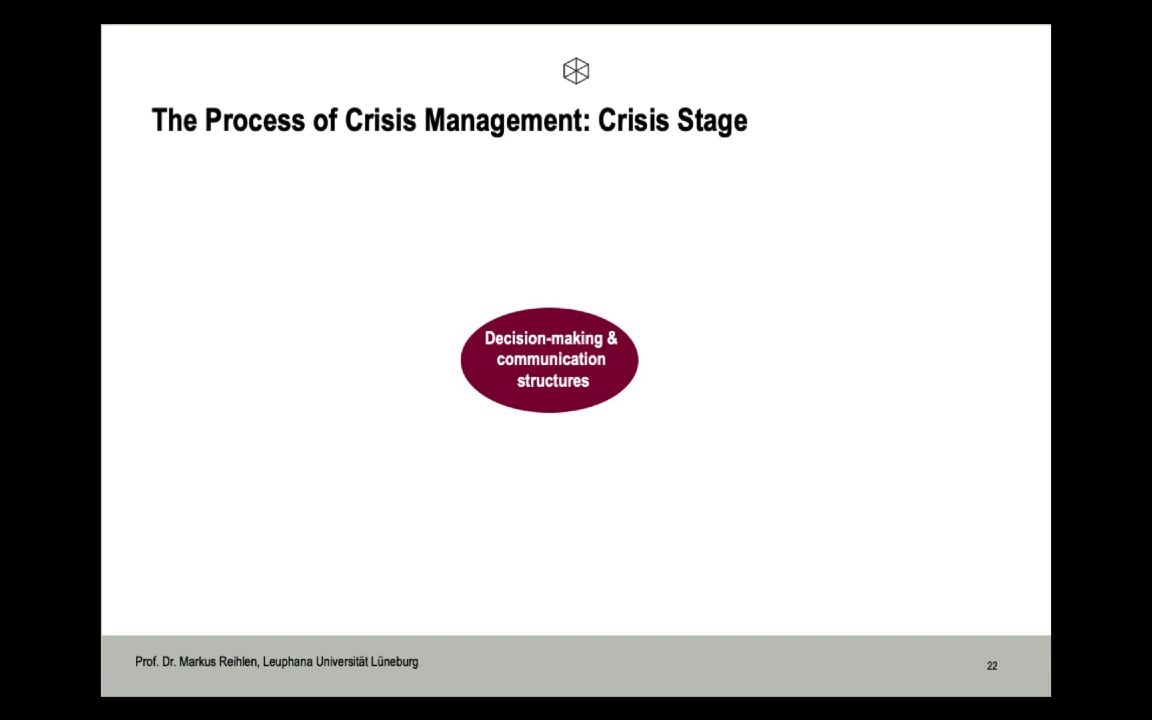 The Process of Crisis Management: Crisis Stage
Decision-making &
communication
structures
Prof. Dr. Markus Reihlen, Leuphana Universität Lüneburg
22